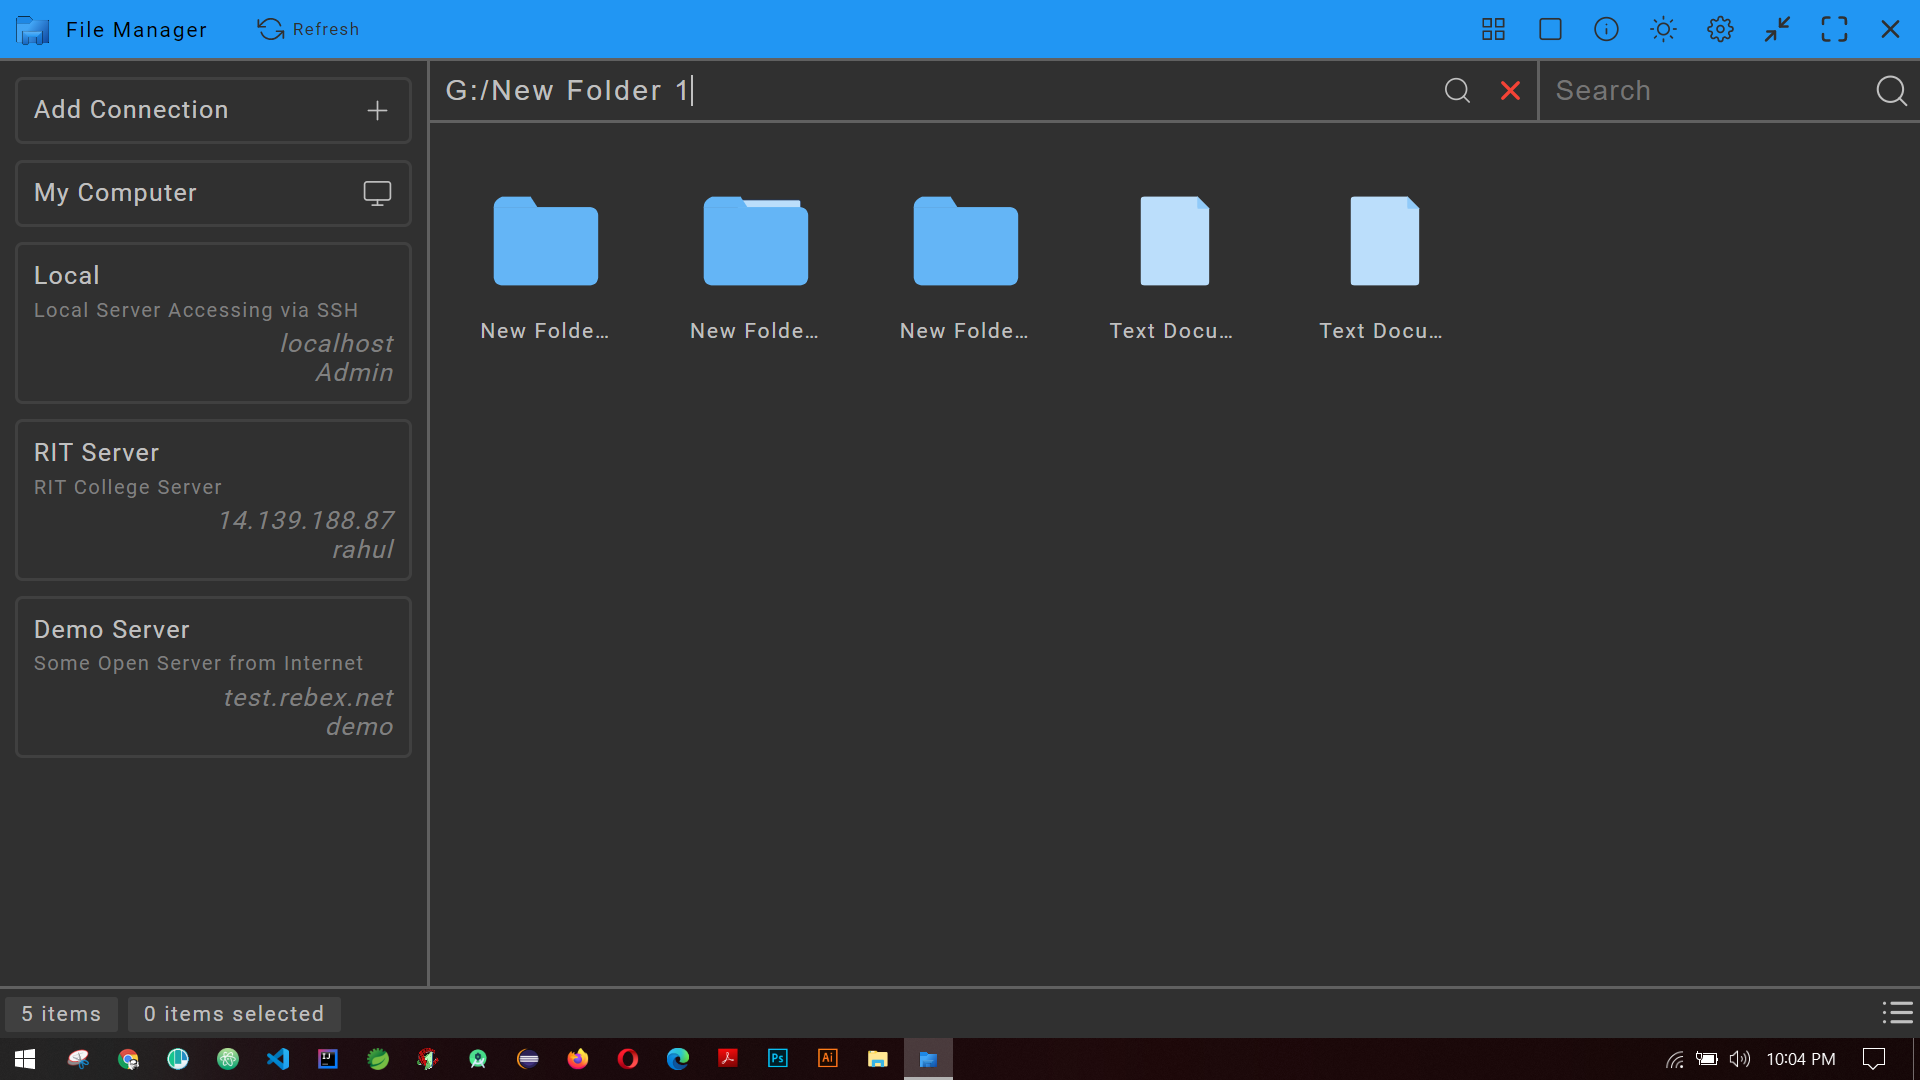 File Manager
Refresh
Add Connection
My Computer
Local
Local Server Accessing via SSH
localhost
Admin
RIT Server
RIT College Server
14.139.188.87
rahul
Demo Server
Some Open Server from Internet
test.rebex.net
demo
G:/New Folder 1
Search
New Folde...
New Folde...
New Folde...
Text Docu...
Text Docu...
5 items
0 items selected
IJ
Ps
Ai
10:04 PM